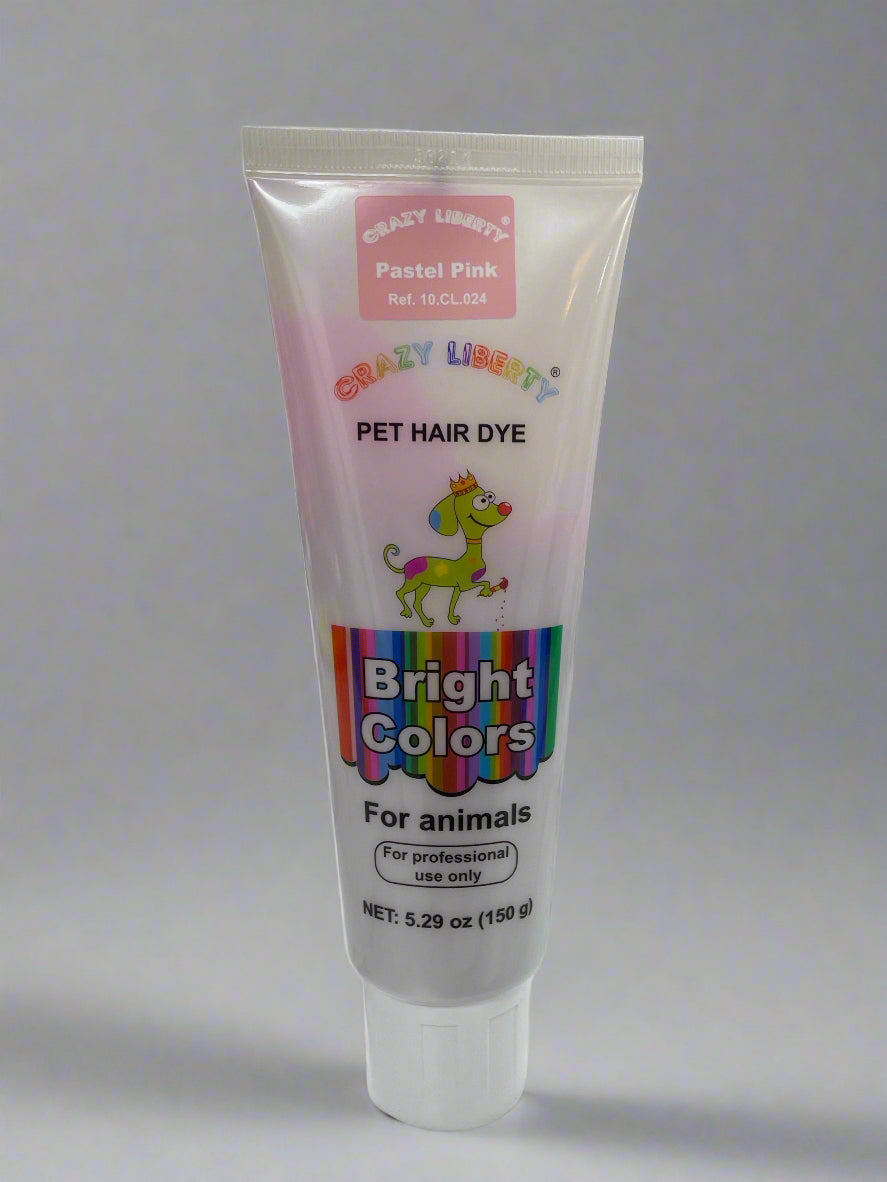 CRAZY LIBERTY®
Pastel Pink
Ref. 10.CL.024
CRAZY LIBERTY®
PET HAIR DYE
Bright
Colors
For animals
For professional
use only
NET: 5.29 oz (150 g)